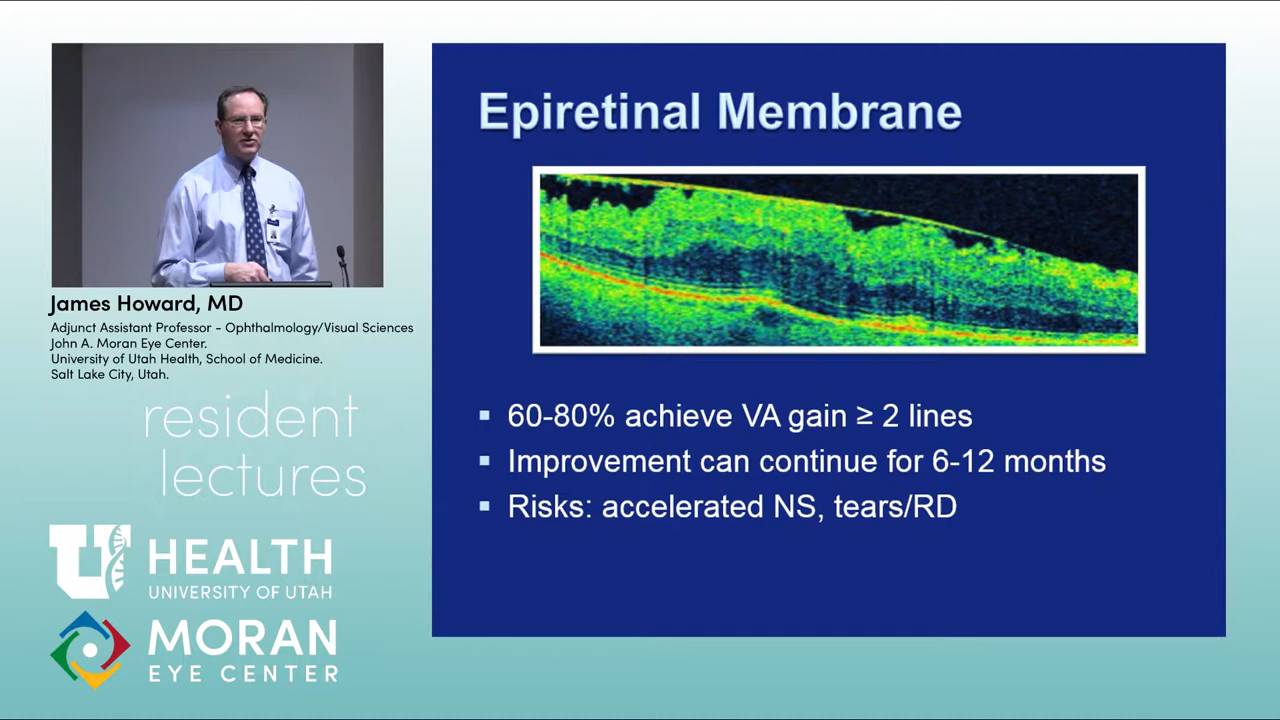 Epiretinal Membrane
▪ 60-80% achieve VA gain ≥ 2 lines
▪ Improvement can continue for 6-12 months
▪ Risks: accelerated NS, tears/RD
James Howard, MD
Adjunct Assistant Professor - Ophthalmology/Visual Sciences
John A. Moran Eye Center.
University of Utah Health, School of Medicine.
Salt Lake City, Utah.
resident
lectures
U HEALTH
UNIVERSITY OF UTAH
MORAN
EYE CENTER